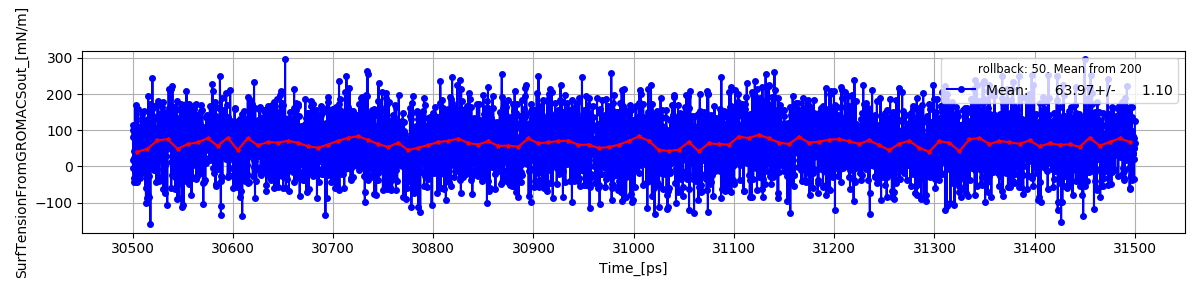 SurfTensionFromGROMACSout_[mN/m]
300
200
100
0
−100
rollback: 50. Mean from 200
Mean: 63.97+/- 1.10
30500 30600 30700 30800 30900 31000 31100 31200 31300 31400 31500
Time_[ps]